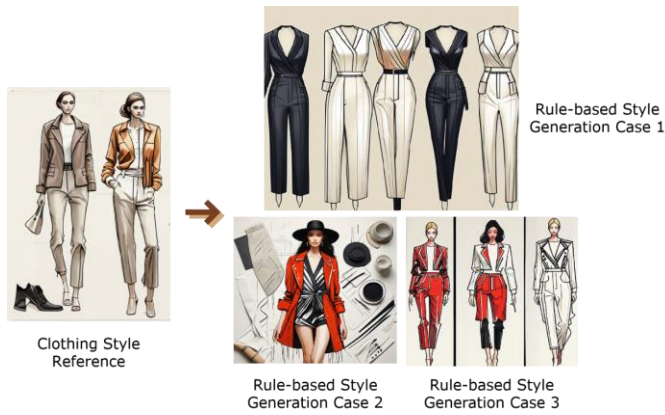 Rule-based Style
Generation Case 1
Clothing Style
Reference
Rule-based Style
Generation Case 2
Rule-based Style
Generation Case 3